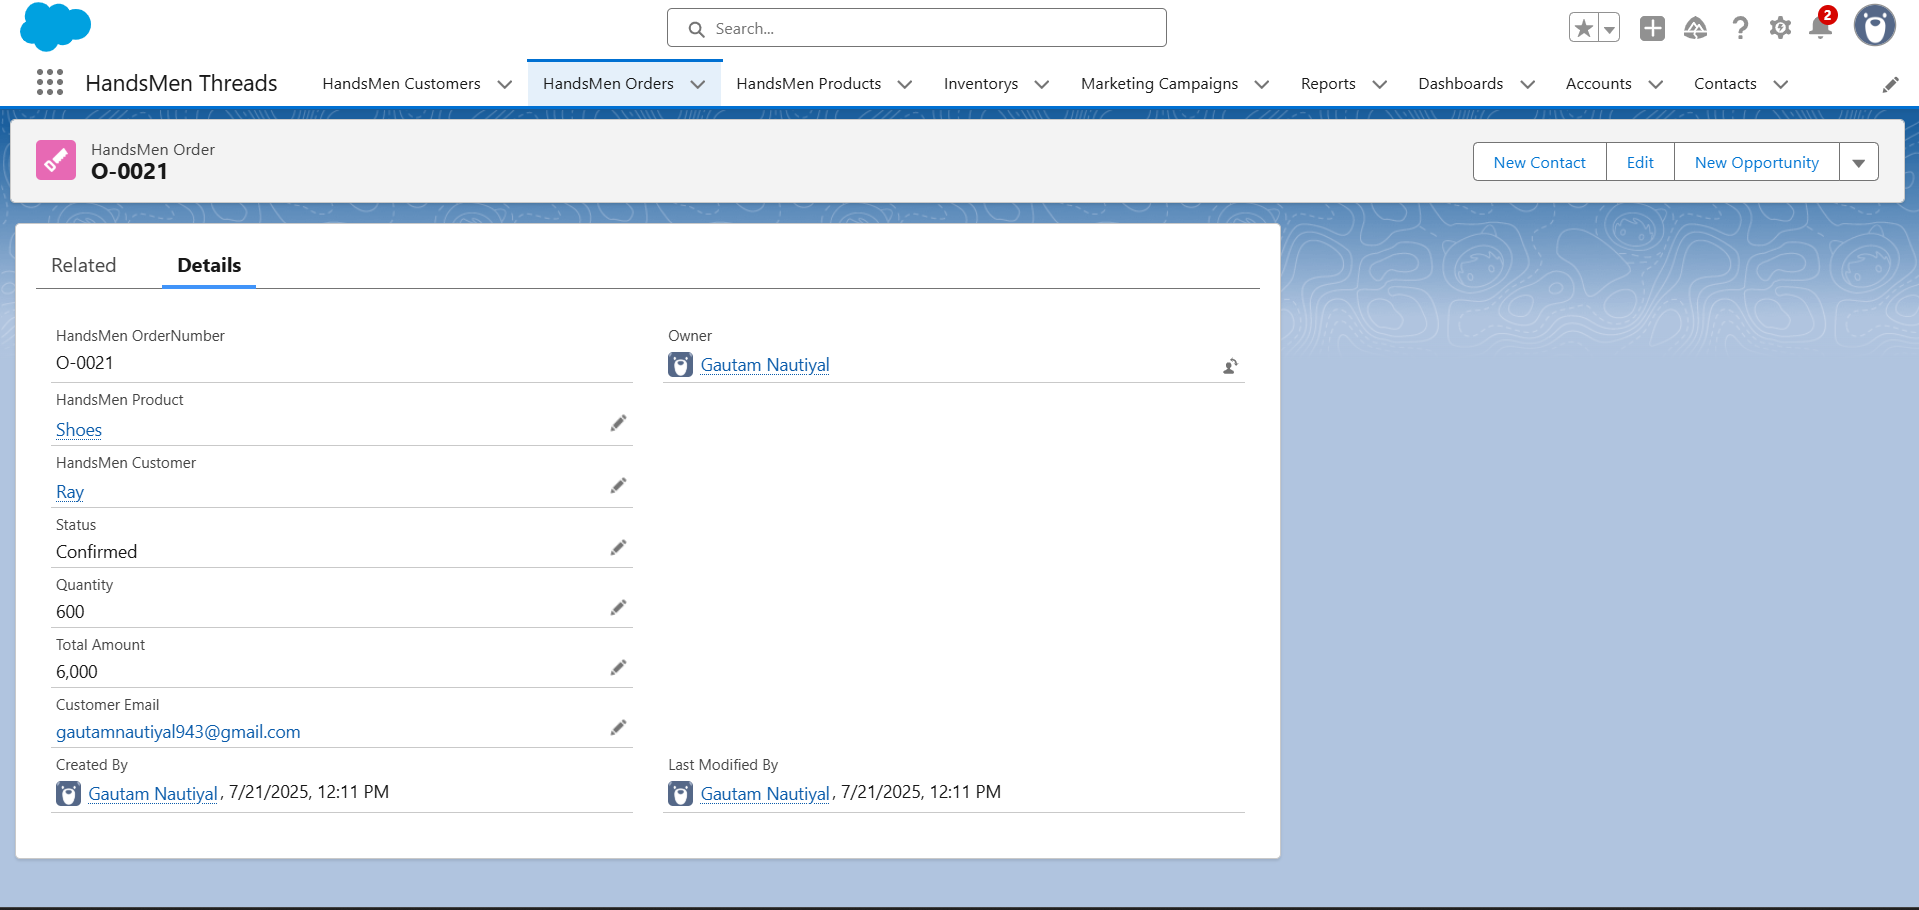 Search...
2
HandsMen Threads
HandsMen Customers
HandsMen Orders
HandsMen Products
Inventorys
Marketing Campaigns
Reports
Dashboards
Accounts
Contacts
HandsMen Order
O-0021
New Contact
Edit
New Opportunity
Related
Details
HandsMen OrderNumber
O-0021
Owner
Gautam Nautiyal
HandsMen Product
Shoes
HandsMen Customer
Ray
Status
Confirmed
Quantity
600
Total Amount
6,000
Customer Email
gautamnautiyal943@gmail.com
Created By
Gautam Nautiyal, 7/21/2025, 12:11 PM
Last Modified By
Gautam Nautiyal, 7/21/2025, 12:11 PM